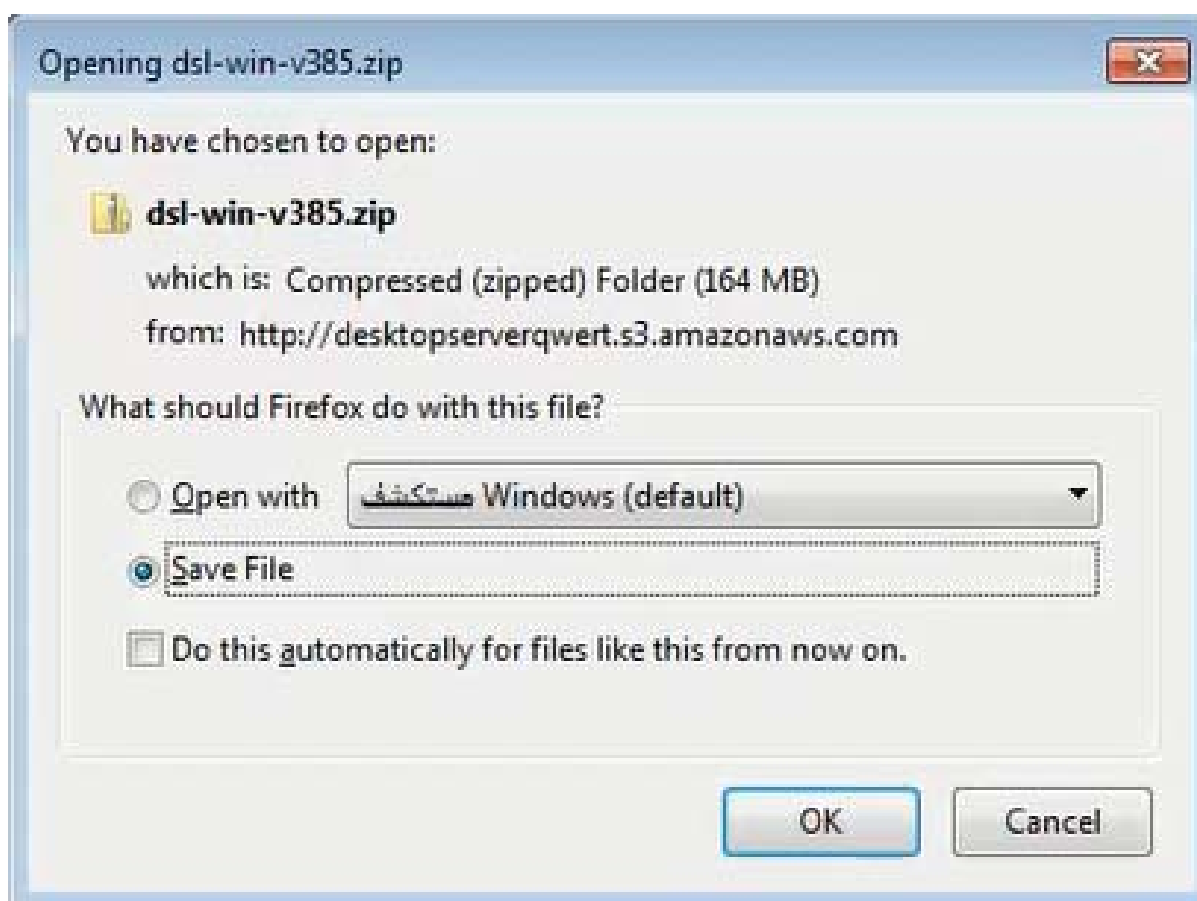 Opening dsl-win-v385.zip
You have chosen to open:
dsl-win-v385.zip
which is: Compressed (zipped) Folder (164 MB)
from: http://desktopserverqwert.s3.amazonaws.com
What should Firefox do with this file?
Open with مستكشف Windows (default)
Save File
Do this automatically for files like this from now on.
OK Cancel